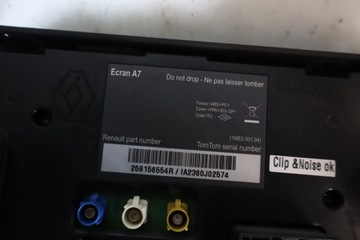 Ecran A7
Do not drop - Ne pas laisser tomber
Renault part number
TomTom serial number
259156554R / IA2360J02574
Clip &Noise ok